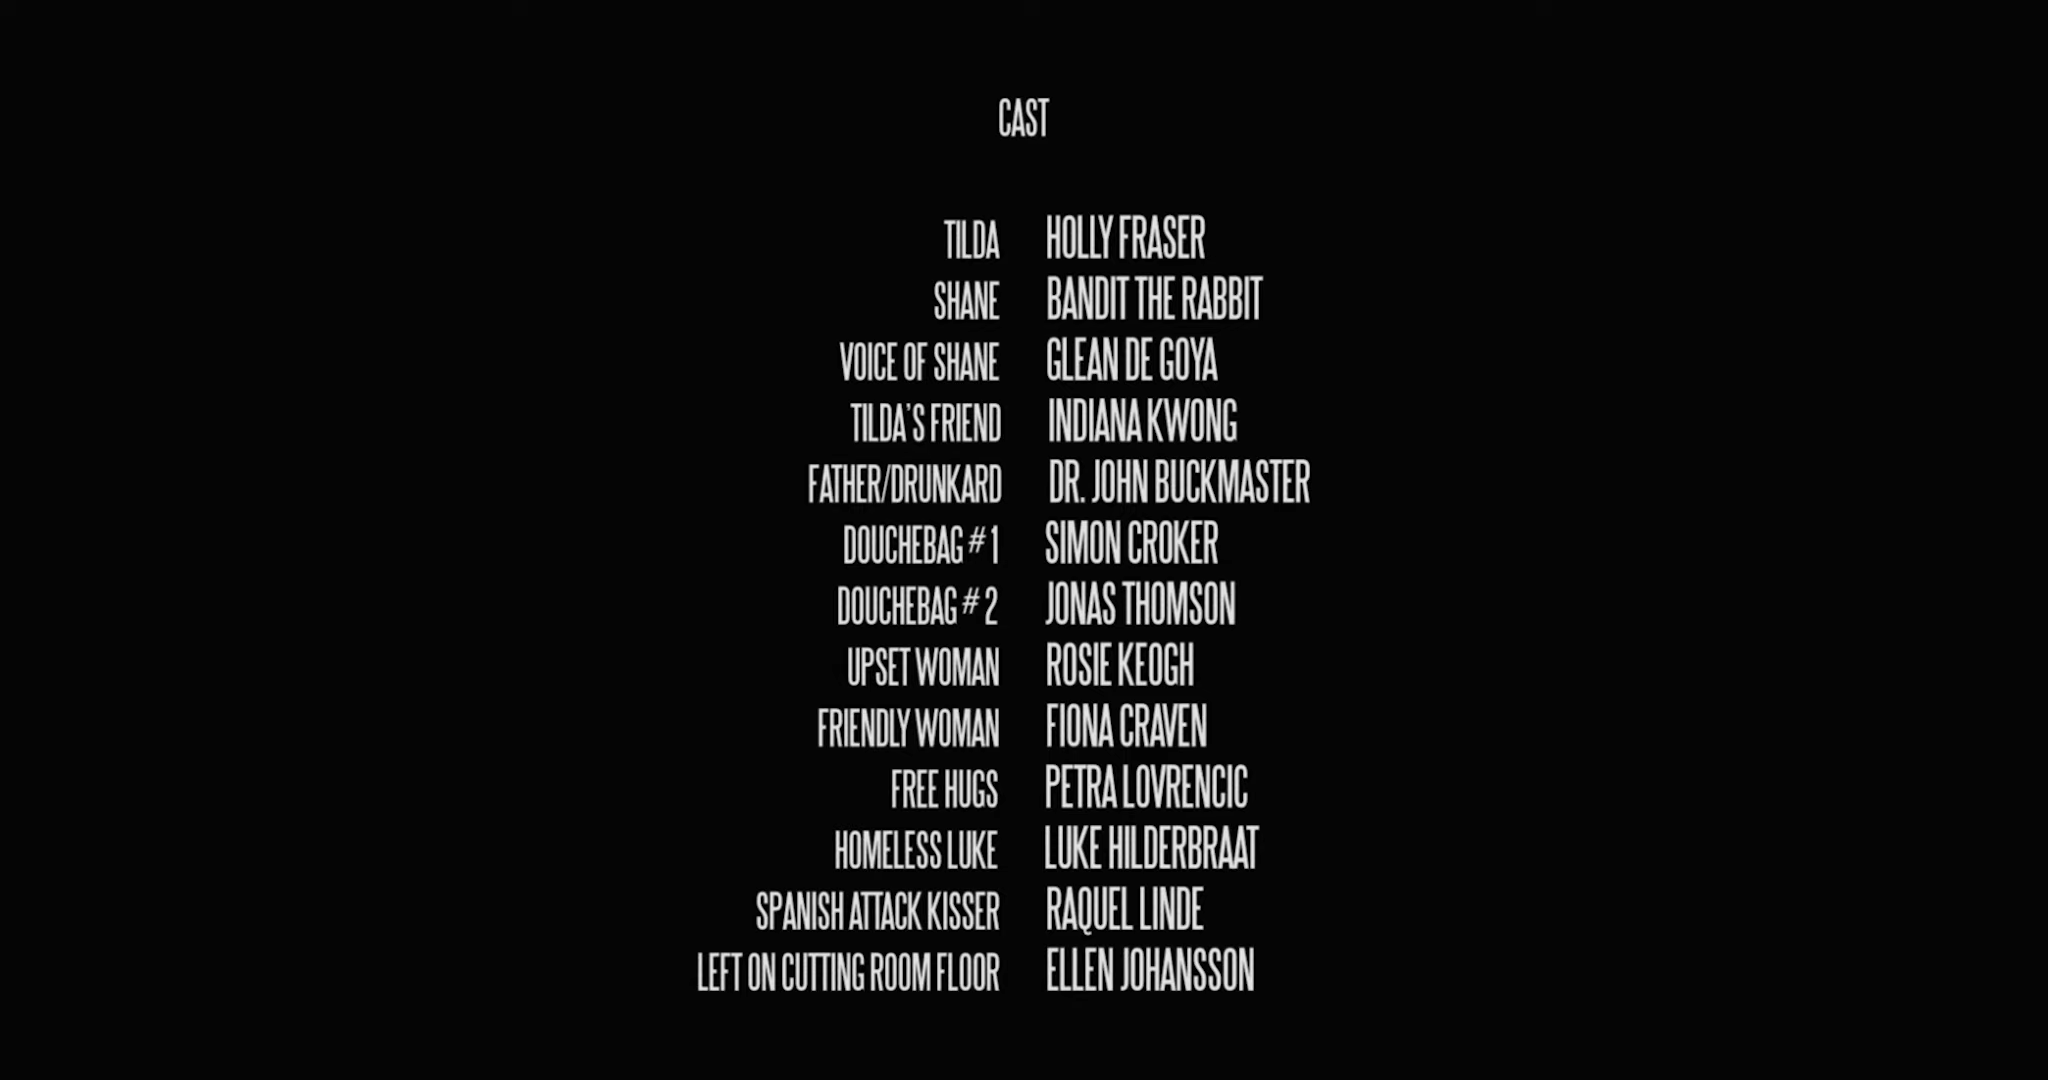 CAST
TILDA HOLLY FRASER
SHANE BANDIT THE RABBIT
VOICE OF SHANE GLEAN DE GOYA
TILDA'S FRIEND INDIANA KWONG
FATHER/DRUNKARD DR. JOHN BUCKMASTER
DOUCHEBAG #1 SIMON CROKER
DOUCHEBAG #2 JONAS THOMSON
UPSET WOMAN ROSIE KEOGH
FRIENDLY WOMAN FIONA CRAVEN
FREE HUGS PETRA LOVRENCIC
HOMELESS LUKE LUKE HILDERBRAAT
SPANISH ATTACK KISSER RAQUEL LINDE
LEFT ON CUTTING ROOM FLOOR ELLEN JOHANSSON